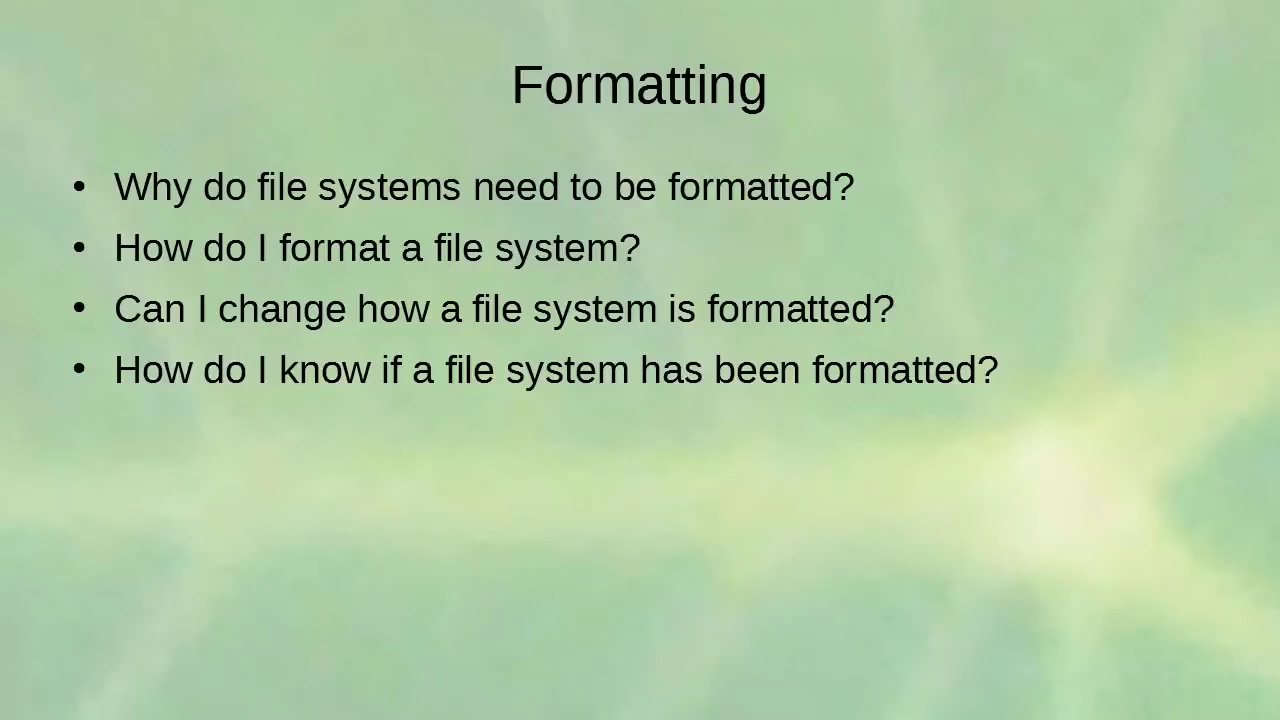 Formatting
• Why do file systems need to be formatted?
• How do I format a file system?
• Can I change how a file system is formatted?
• How do I know if a file system has been formatted?